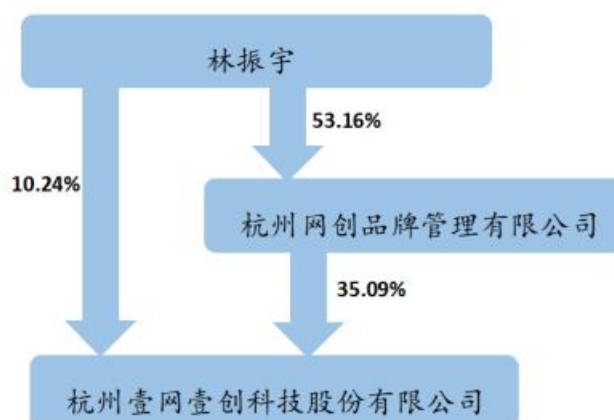 林振宇
53.16%
10.24%
杭州网创品牌管理有限公司
35.09%
杭州壹网壹创科技股份有限公司